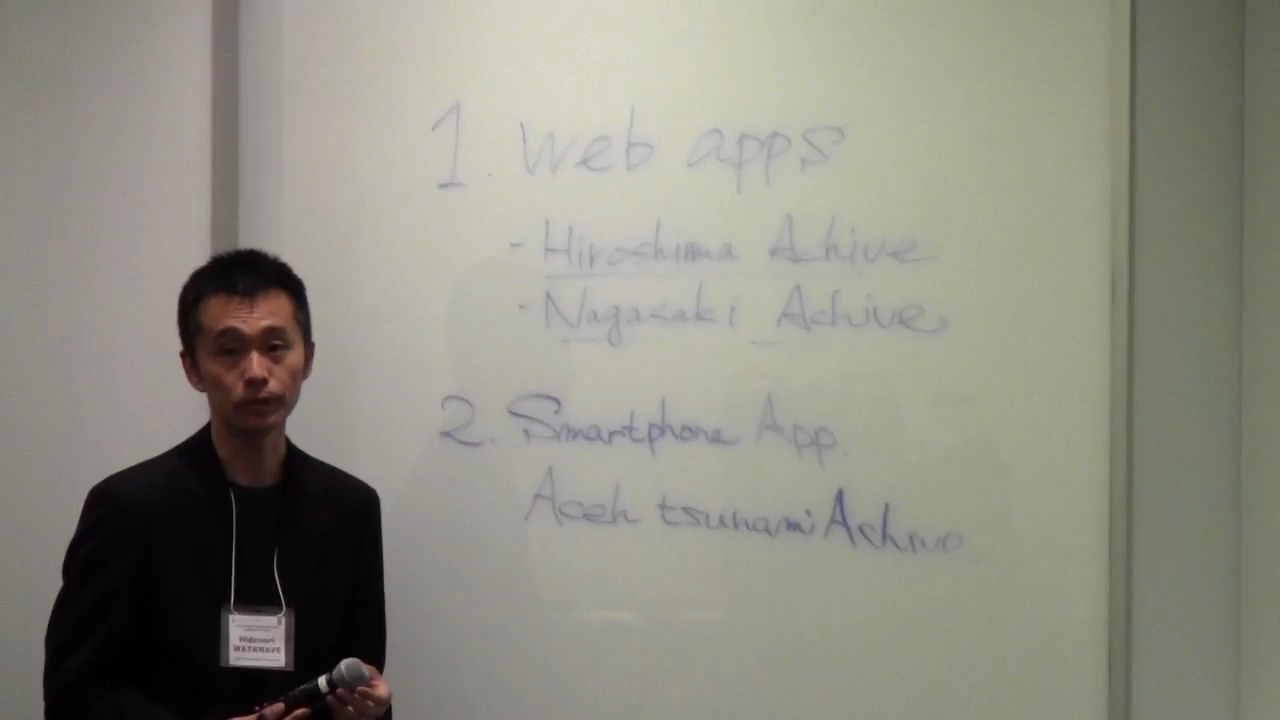 1. web apps
- Hiroshima Achive
- Nagasaki Achive
2. Smartphone App.
Aceh tsunami Achive
Hidenori
WATANAVE